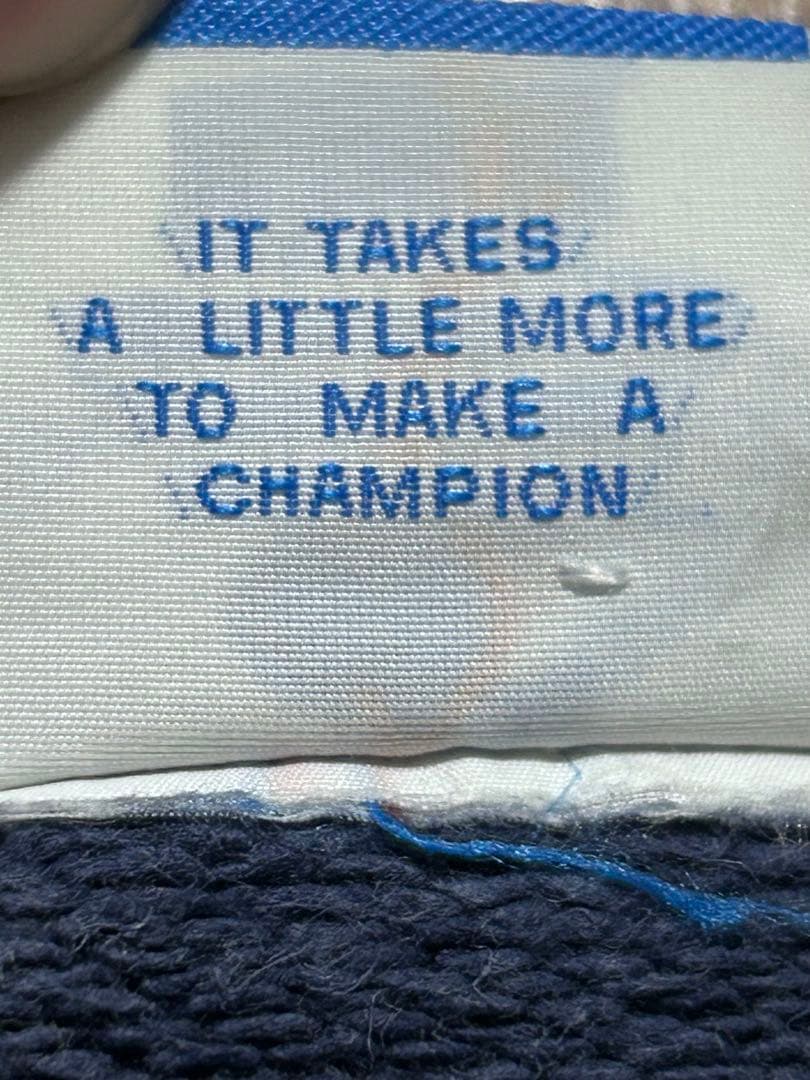 IT TAKES
A LITTLE MORE
TO MAKE A
CHAMPION